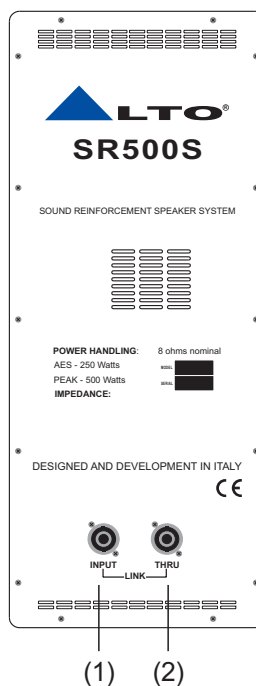 ALTO®
SR500S
SOUND REINFORCEMENT SPEAKER SYSTEM
POWER HANDLING: 8 ohms nominal
AES - 250 Watts MODEL
PEAK - 500 Watts SERIAL
IMPEDANCE:
DESIGNED AND DEVELOPMENT IN ITALY
CE
INPUT THRU
LINK
(1) (2)